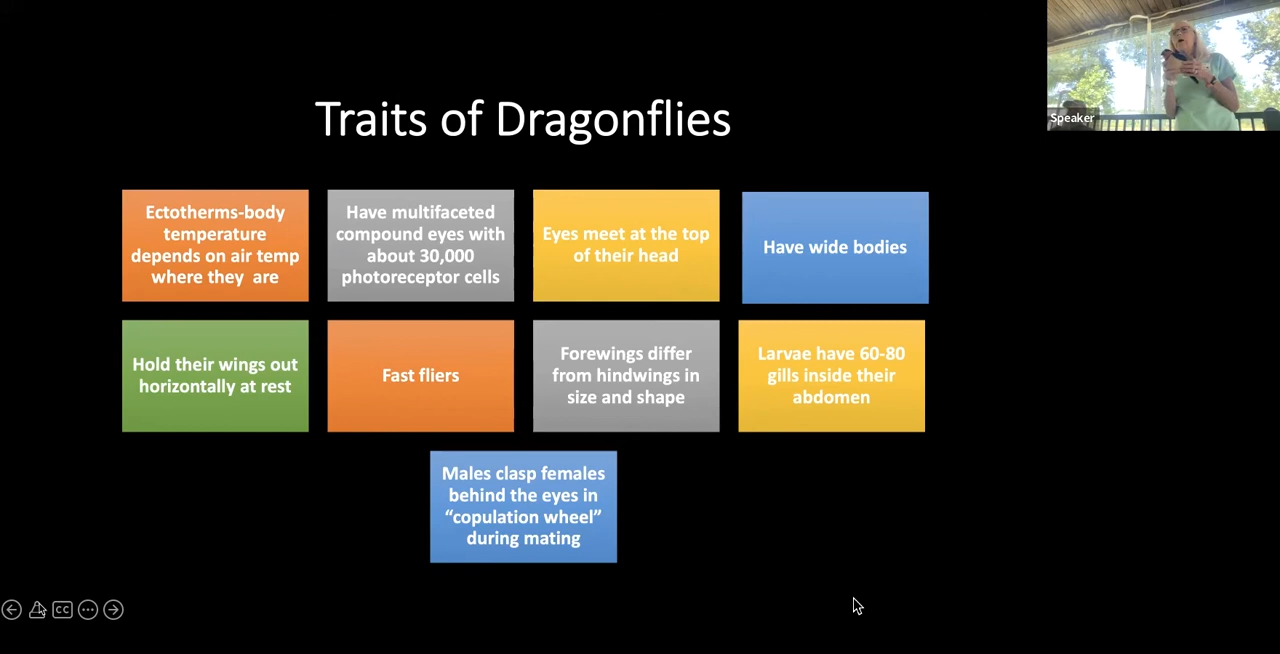 Traits of Dragonflies
Speaker
Ectotherms-body
temperature
depends on air temp
where they are
Have multifaceted
compound eyes with
about 30,000
photoreceptor cells
Eyes meet at the top
of their head
Have wide bodies
Hold their wings out
horizontally at rest
Fast fliers
Forewings differ
from hindwings in
size and shape
Larvae have 60-80
gills inside their
abdomen
Males clasp females
behind the eyes in
“copulation wheel”
during mating
CC